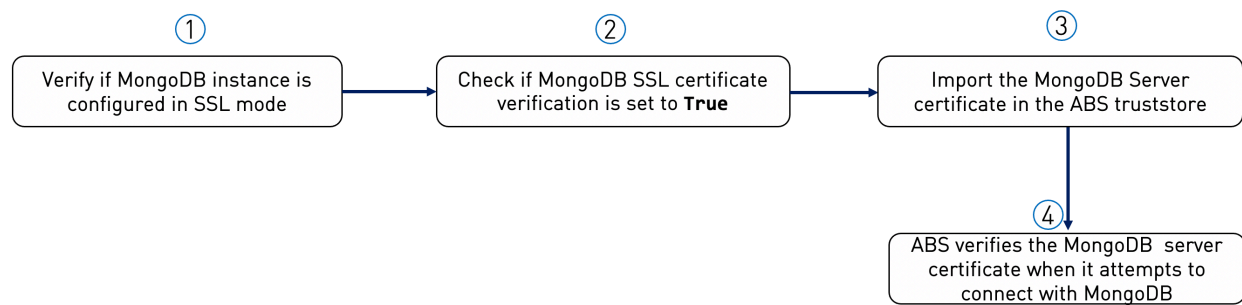 1
Verify if MongoDB instance is
configured in SSL mode
2
Check if MongoDB SSL certificate
verification is set to True
3
Import the MongoDB Server
certificate in the ABS truststore
4
ABS verifies the MongoDB server
certificate when it attempts to
connect with MongoDB